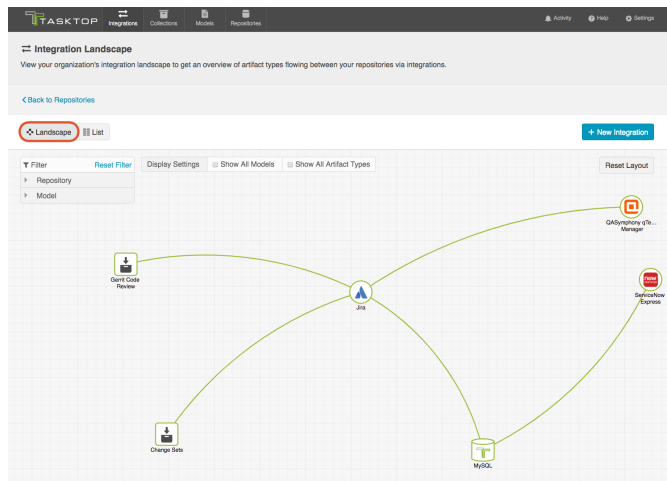 TASKTOP
Integrations
Collections
Models
Repositories
Activity
Help
Settings
Integration Landscape
View your organization's integration landscape to get an overview of artifact types flowing between your repositories via integrations.
Back to Repositories
Landscape
List
+ New Integration
Filter
Reset Filter
Display Settings
Show All Models
Show All Artifact Types
Reset Layout
Repository
Model
QASymphony qTe...
Manager
Gerrit Code
Review
now
ServiceNow
Express
Jira
Change Sets
MySQL